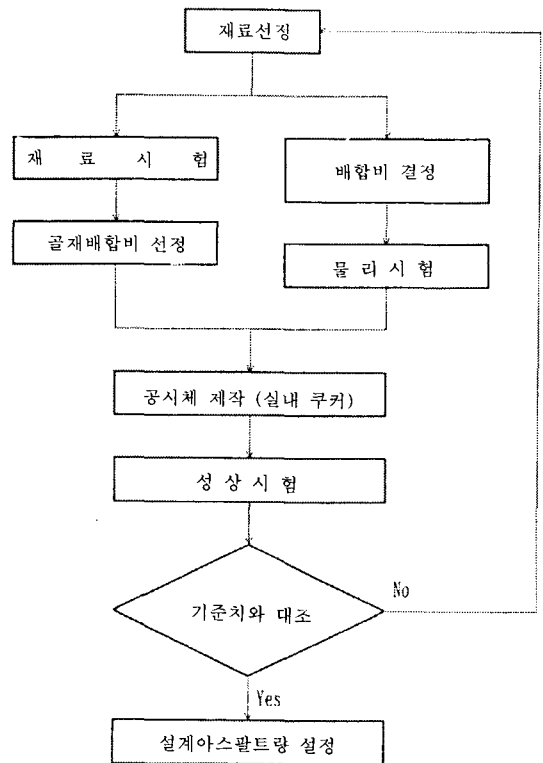 재료선정
재 료 시 험
배합비 결정
골재배합비 선정
물 리 시 험
공시체 제작 (실내 쿠커)
성 상 시 험
기준치와 대조
No
Yes
설계아스팔트량 설정